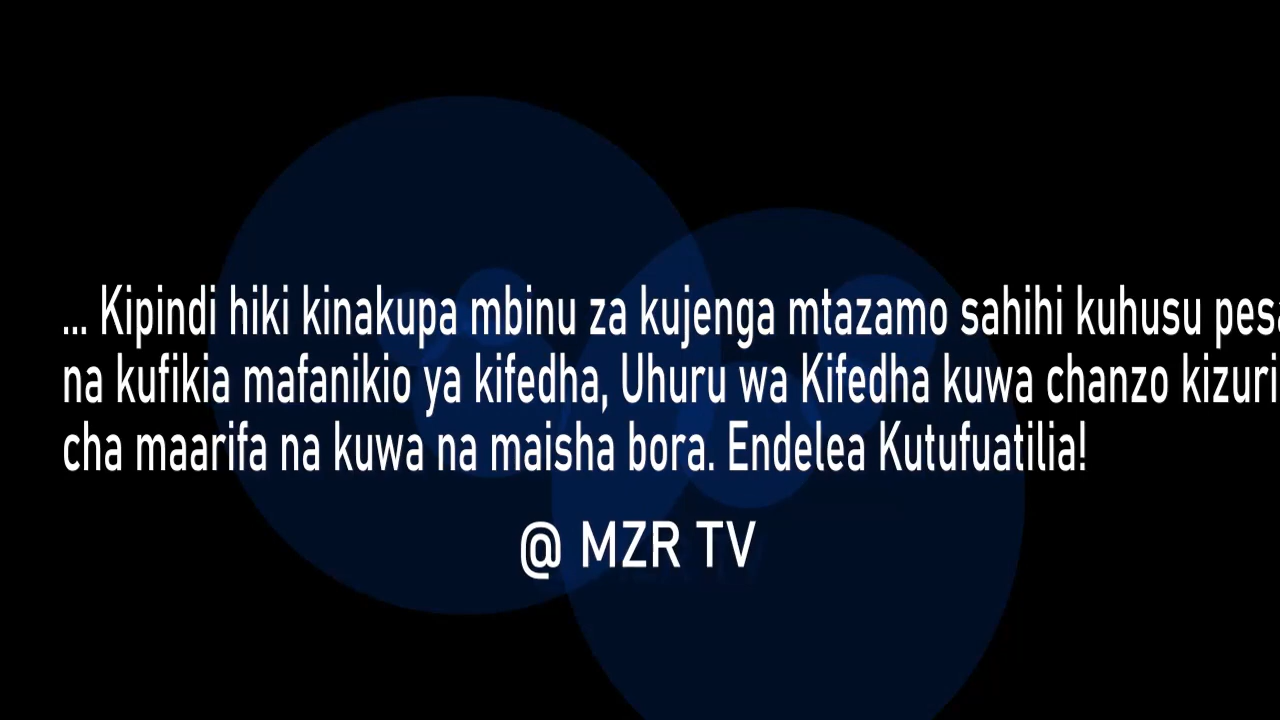 ... Kipindi hiki kinakupa mbinu za kujenga mtazamo sahihi kuhusu
na kufikia mafanikio ya kifedha, Uhuru wa Kifedha kuwa chanzo kizuri
cha maarifa na kuwa na maisha bora. Endelea Kutufuatilia!
@ MZR TV